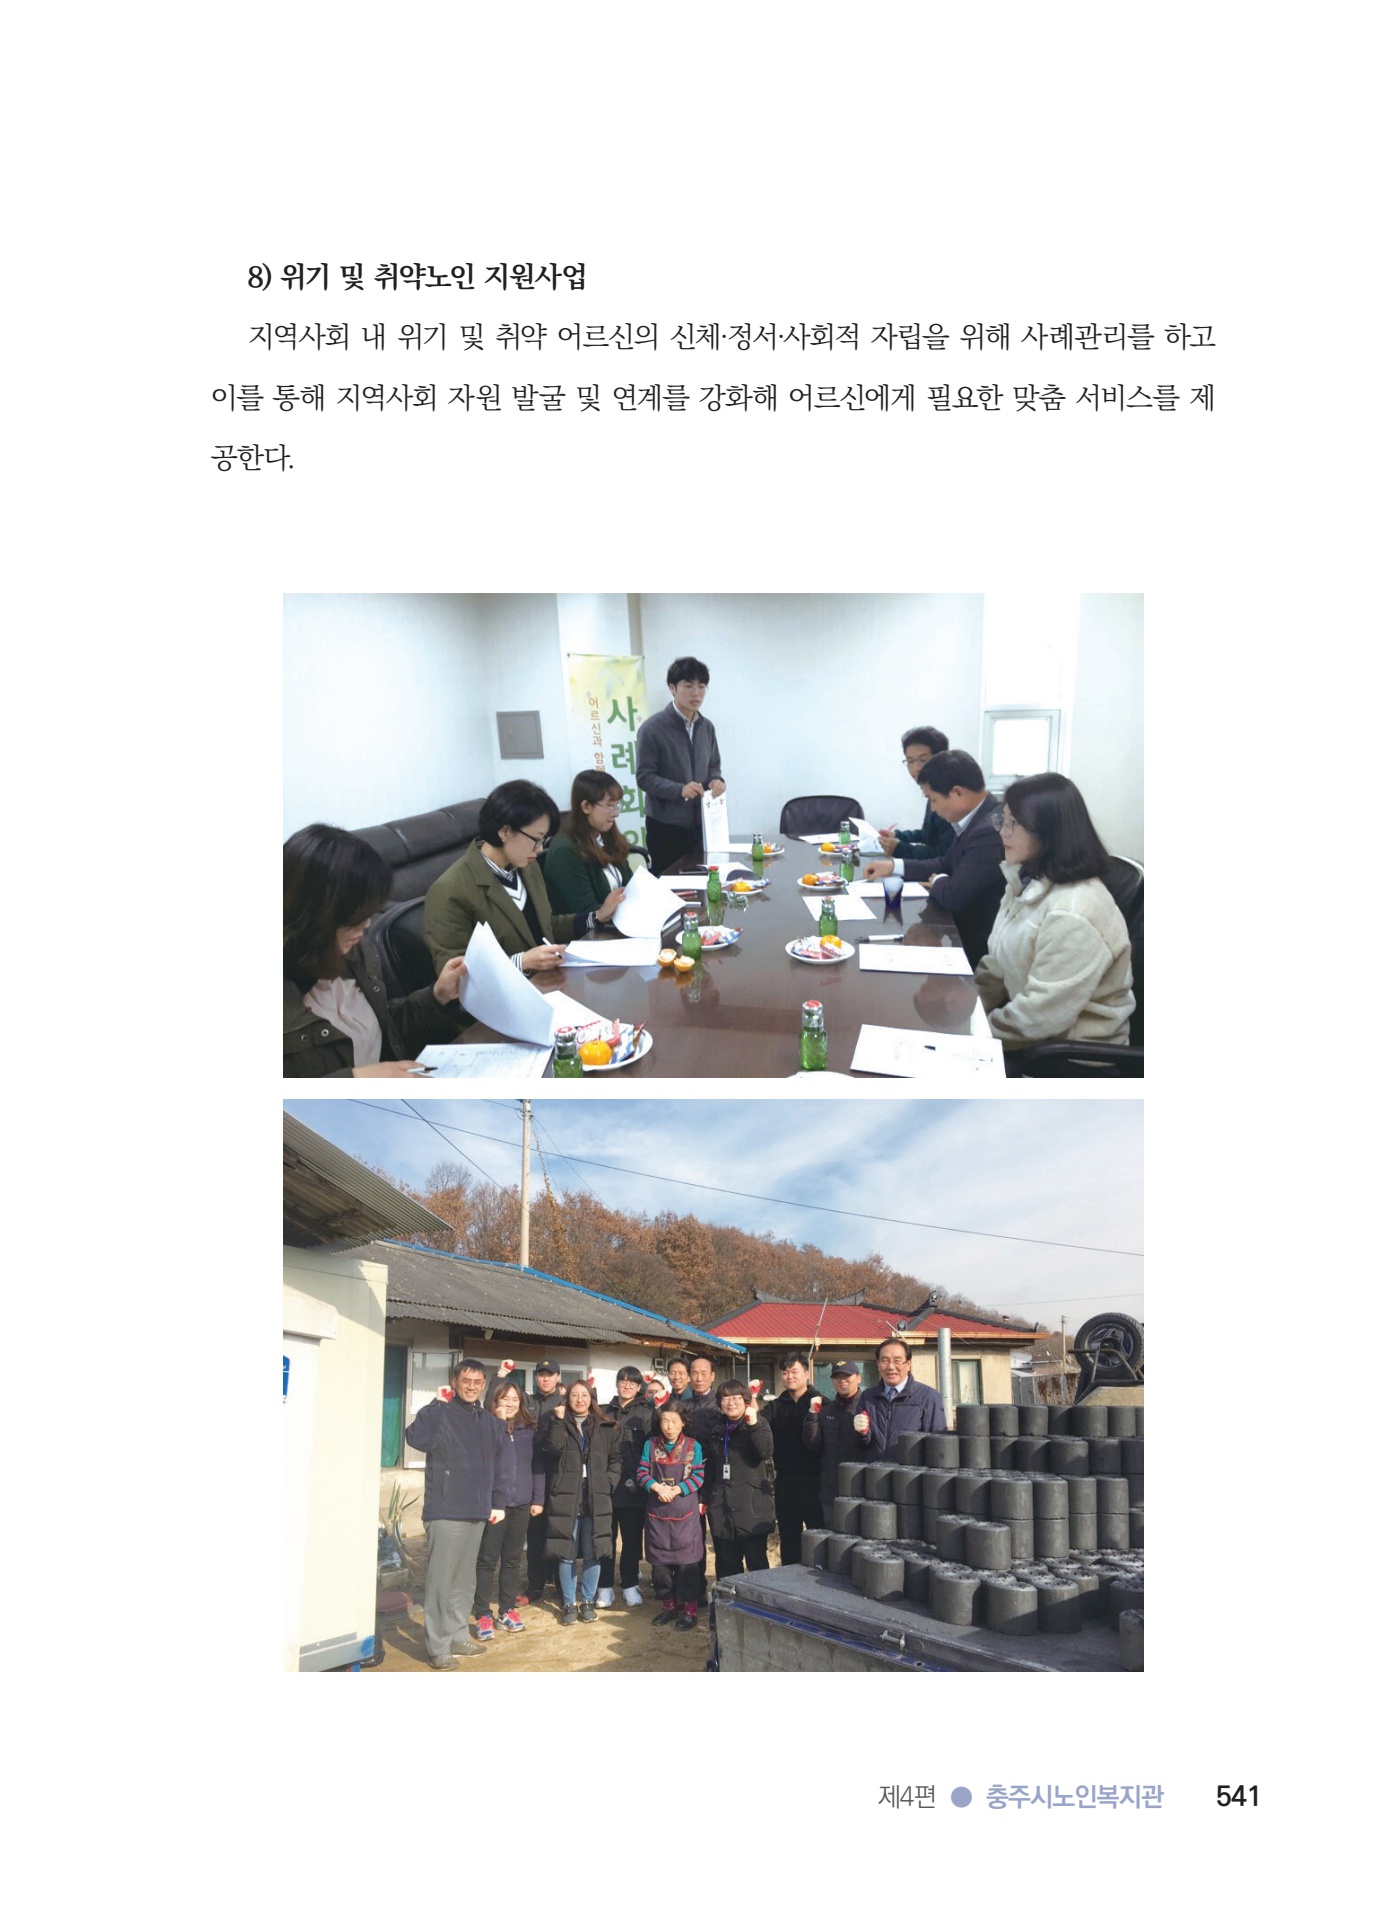 8) 위기 및 취약노인 지원사업
지역사회 내 위기 및 취약 어르신의 신체·정서·사회적 자립을 위해 사례관리를 하고
이를 통해 지역사회 자원 발굴 및 연계를 강화해 어르신에게 필요한 맞춤 서비스를 제
공한다.
어르신과 함께
사례회의
제4편 ● 충주시노인복지관 541